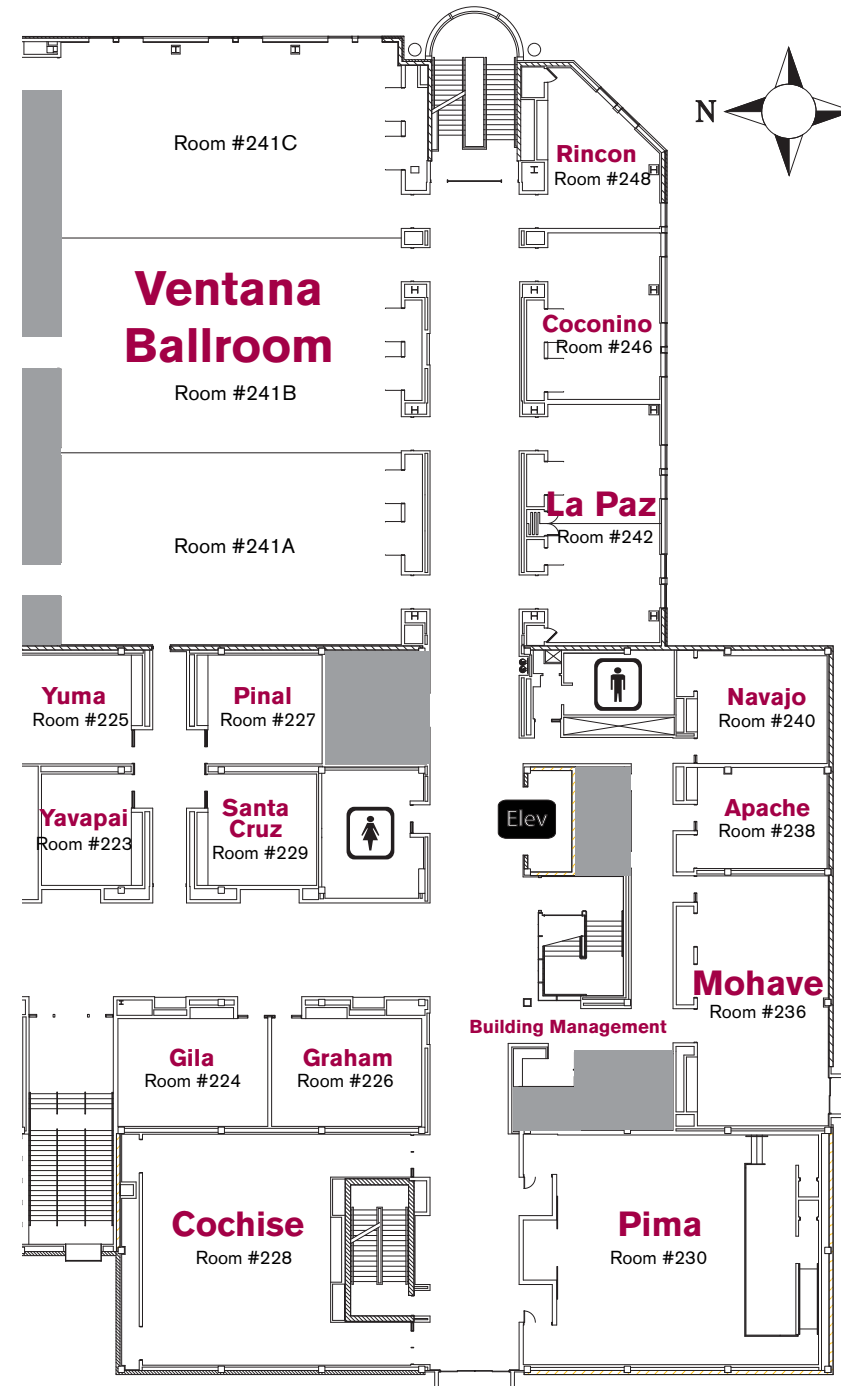 Room #241C
N
Rincon
Room #248
Ventana
Ballroom
Room #241B
Coconino
Room #246
La Paz
Room #242
Room #241A
Yuma
Room #225
Pinal
Room #227
Navajo
Room #240
Yavapai
Room #223
Santa
Cruz
Room #229
Elev
Apache
Room #238
Mohave
Room #236
Building Management
Gila
Room #224
Graham
Room #226
Cochise
Room #228
Pima
Room #230